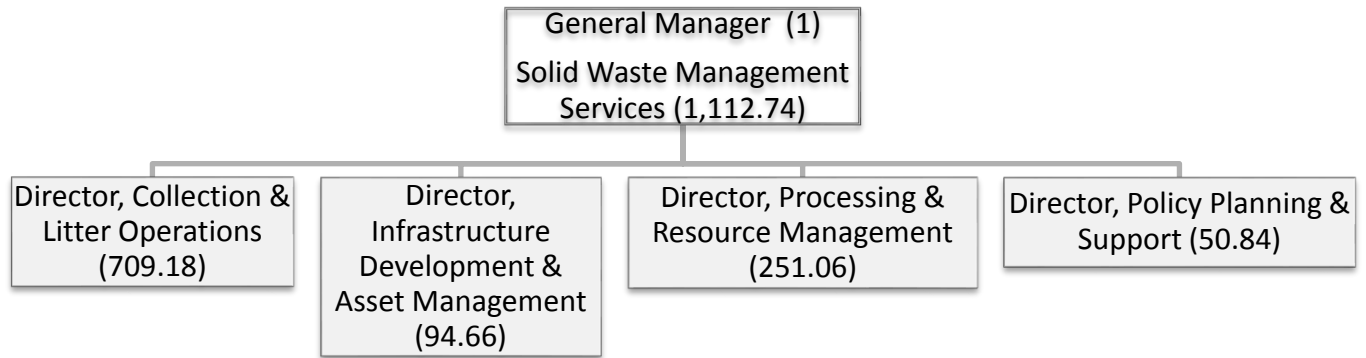 General Manager (1)
Solid Waste Management
Services (1,112.74)
Director, Collection &
Litter Operations
(709.18)
Director,
Infrastructure
Development &
Asset Management
(94.66)
Director, Processing &
Resource Management
(251.06)
Director, Policy Planning &
Support (50.84)